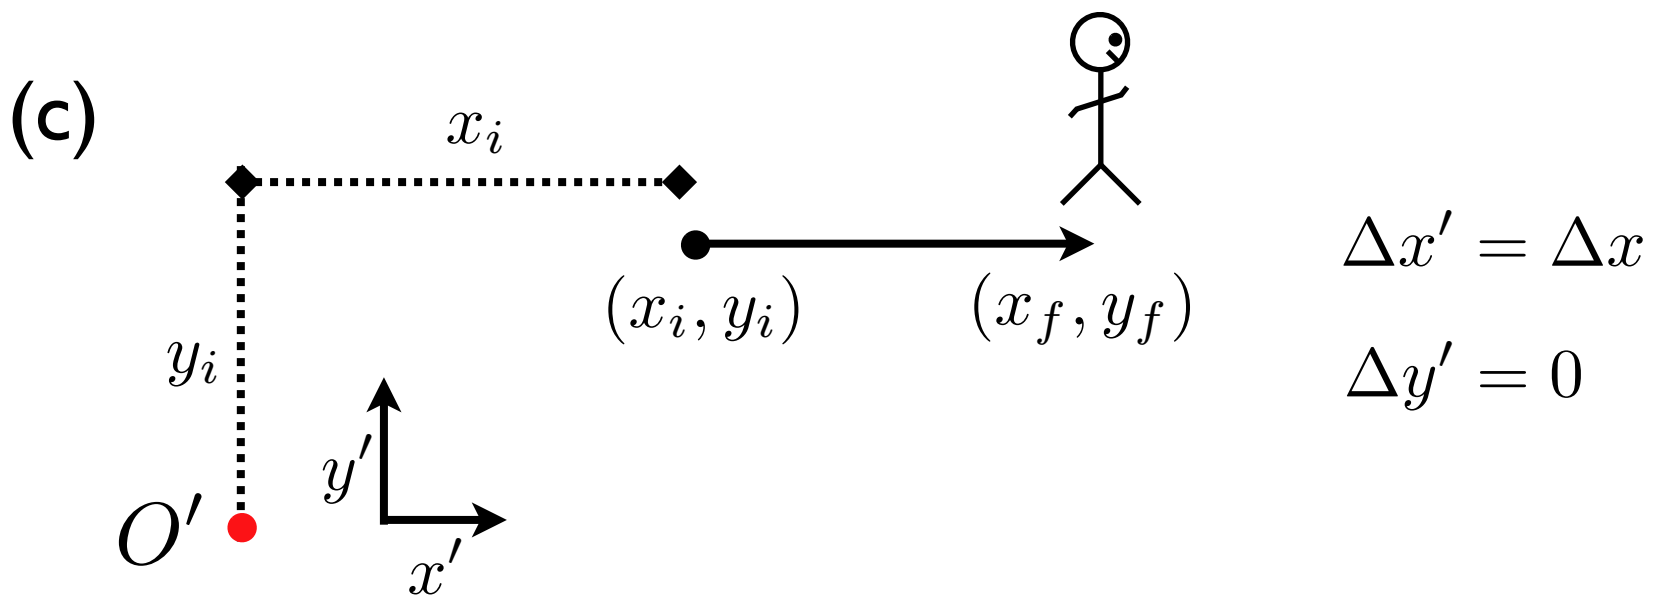 (c)
x_i
y_i
(x_i, y_i)
(x_f, y_f)
Δx′ = Δx
Δy′ = 0
y′
x′
O′